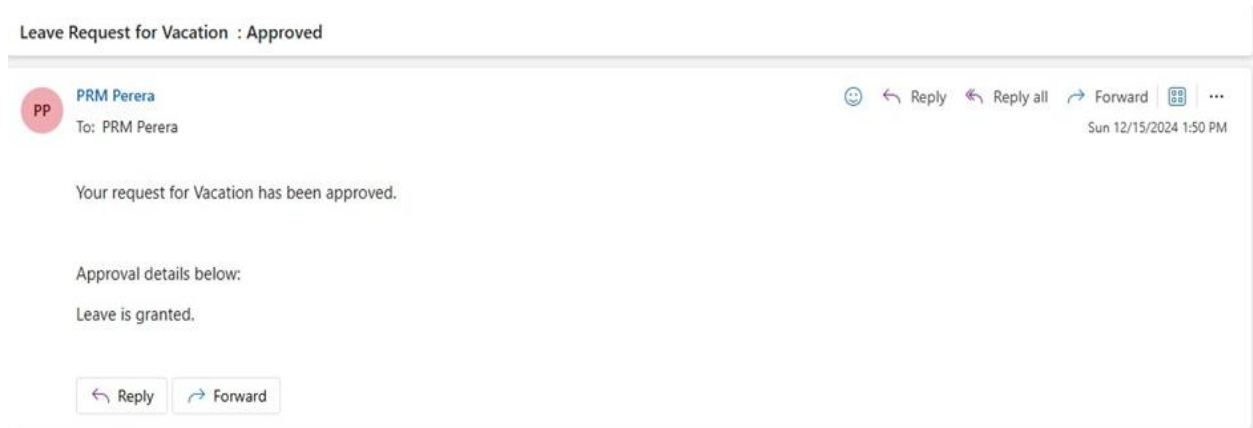 Leave Request for Vacation : Approved
PP
PRM Perera
Reply Reply all Forward
To: PRM Perera
Sun 12/15/2024 1:50 PM
Your request for Vacation has been approved.
Approval details below:
Leave is granted.
Reply Forward